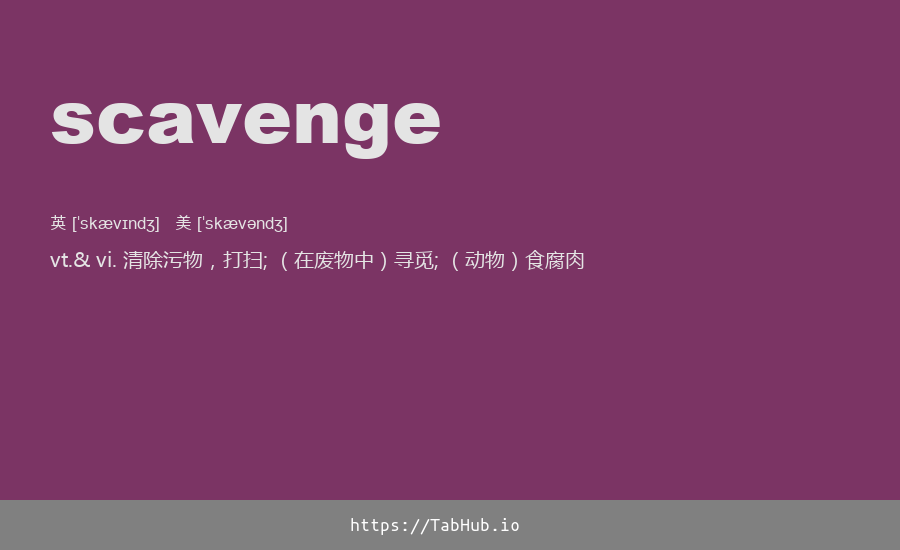 scavenge
英 [ˈskævɪndʒ] 美 [ˈskævəndʒ]
vt.& vi. 清除污物，打扫; （在废物中）寻觅; （动物）食腐肉
https://TabHub.io